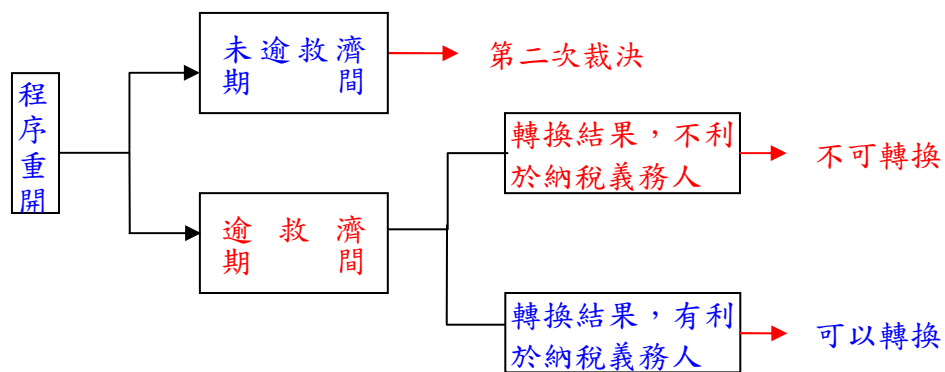 程
序
重
開
未逾救濟
期間
第二次裁決
逾救濟
期間
轉換結果，不利
於納稅義務人
不可轉換
轉換結果，有利
於納稅義務人
可以轉換